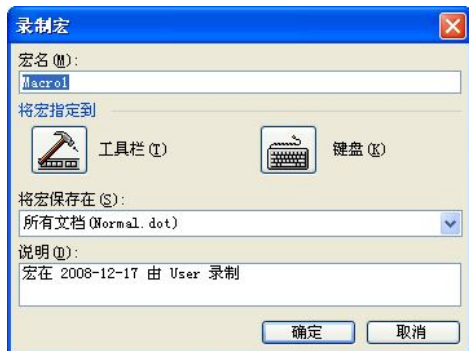 录制宏
宏名(M):
Macro1
将宏指定到
工具栏(T)
键盘(K)
将宏保存在(S):
所有文档(Normal.dot)
说明(D):
宏在 2008-12-17 由 User 录制
确定
取消